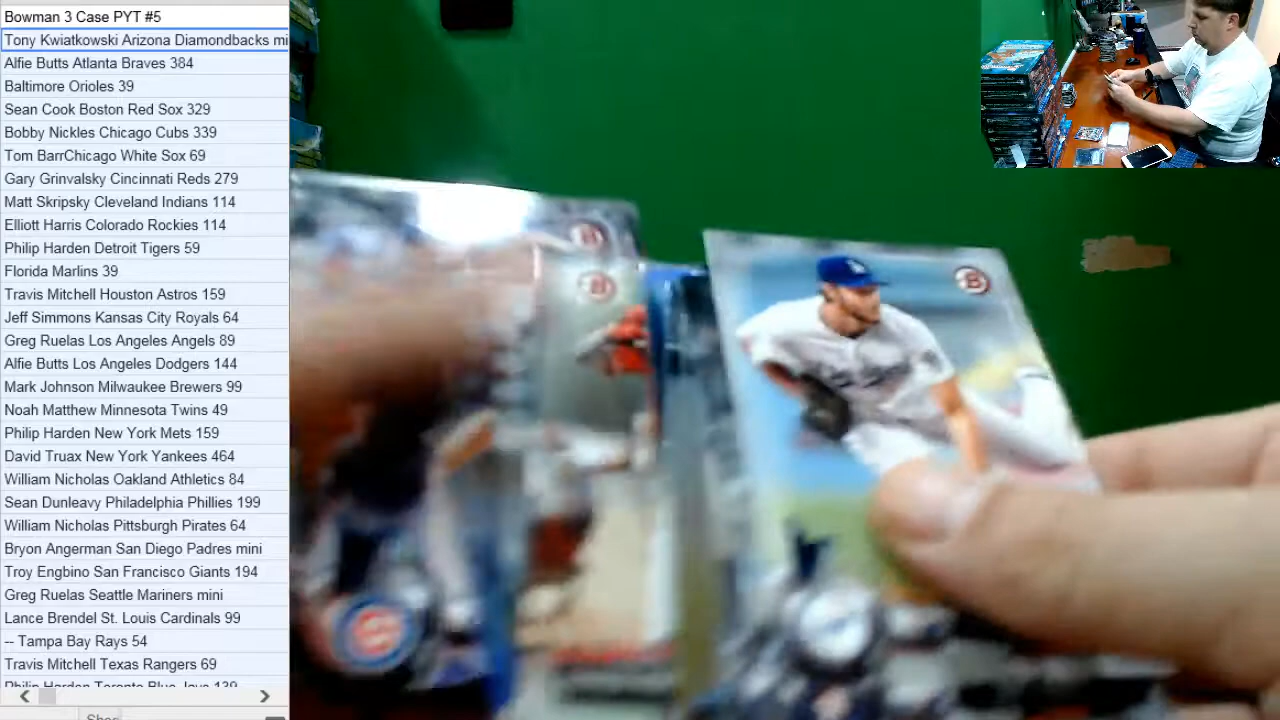 Bowman 3 Case PYT #5
Tony Kwiatkowski Arizona Diamondbacks mi
Alfie Butts Atlanta Braves 384
Baltimore Orioles 39
Sean Cook Boston Red Sox 329
Bobby Nickles Chicago Cubs 339
Tom BarrChicago White Sox 69
Gary Grinvalsky Cincinnati Reds 279
Matt Skripsky Cleveland Indians 114
Elliott Harris Colorado Rockies 114
Philip Harden Detroit Tigers 59
Florida Marlins 39
Travis Mitchell Houston Astros 159
Jeff Simmons Kansas City Royals 64
Greg Ruelas Los Angeles Angels 89
Alfie Butts Los Angeles Dodgers 144
Mark Johnson Milwaukee Brewers 99
Noah Matthew Minnesota Twins 49
Philip Harden New York Mets 159
David Truax New York Yankees 464
William Nicholas Oakland Athletics 84
Sean Dunleavy Philadelphia Phillies 199
William Nicholas Pittsburgh Pirates 64
Bryon Angerman San Diego Padres mini
Troy Engbino San Francisco Giants 194
Greg Ruelas Seattle Mariners mini
Lance Brendel St. Louis Cardinals 99
-- Tampa Bay Rays 54
Travis Mitchell Texas Rangers 69
Philip Harden Toronto Blue Jays 139